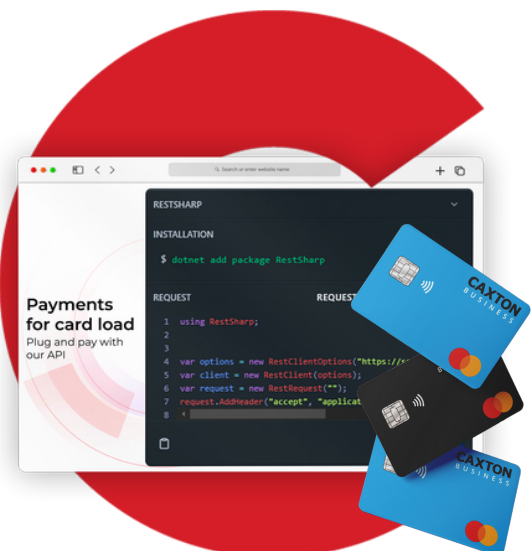 Search or enter website name
Payments
for card load
Plug and pay with
our API
RESTSHARP
INSTALLATION
$ dotnet add package RestSharp
REQUEST
REQUEST
1 using RestSharp;
2
3
4 var options = new RestClientOptions("https://s
5 var client = new RestClient(options);
6 var request = new RestRequest("");
7 request.AddHeader("accept", "applicat
8
CAXTON
BUSINESS
CAXTON
BUSINESS